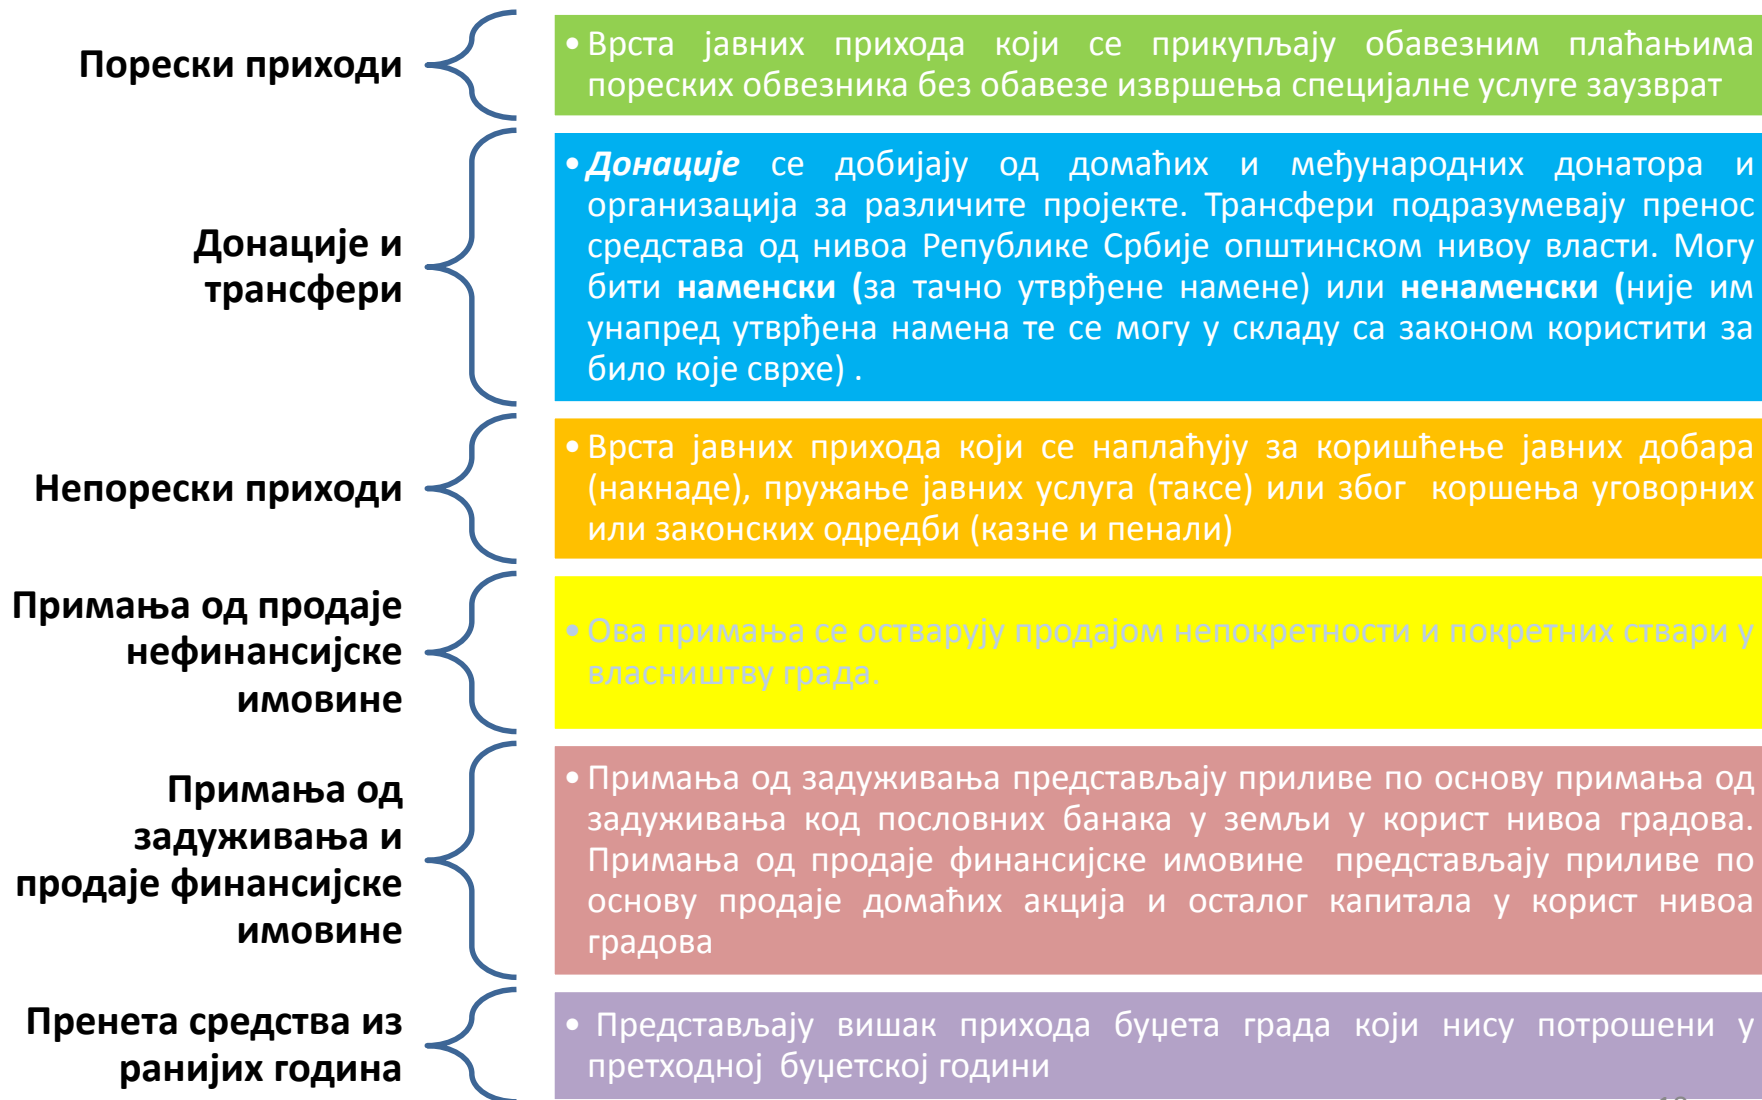 Порески приходи
• Врста јавних прихода који се прикупљају обавезним плаћањима
пореских обвезника без обавезе извршења специјалне услуге заузврат
Донације и
трансфери
• Донације се добијају од домаћих и међународних донатора и
организација за различите пројекте. Трансфери подразумевају пренос
средстава од нивоа Републике Србије општинском нивоу власти. Могу
бити наменски (за тачно утврђене намене) или ненаменски (није им
унапред утврђена намена те се могу у складу са законом користити за
било које сврхе) .
Непорески приходи
• Врста јавних прихода који се наплаћују за коришћење јавних добара
(накнаде), пружање јавних услуга (таксе) или због коршења уговорних
или законских одредби (казне и пенали)
Примања од продаје
нефинансијске
имовине
• Ова примања се остварују продајом непокретности и покретних ствари у
власништву града.
Примања од
задуживања и
продаје финансијске
имовине
• Примања од задуживања представљају приливе по основу примања од
задуживања код пословних банака у земљи у корист нивоа градова.
Примања од продаје финансијске имовине представљају приливе по
основу продаје домаћих акција и осталог капитала у корист нивоа
градова
Пренета средства из
ранијих година
• Представљају вишак прихода буџета града који нису потрошени у
претходној буџетској години